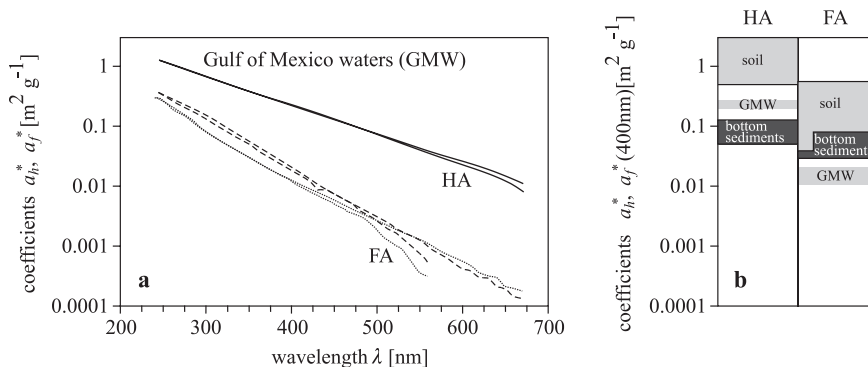 Gulf of Mexico waters (GMW)
HA
FA
a
coefficients a*h, a*f [m² g⁻¹]
1
0.1
0.01
0.001
0.0001
200 300 400 500 600 700
wavelength λ [nm]
HA FA
coefficients a*h, a*f (400nm)[m² g⁻¹]
1
0.1
0.01
0.001
0.0001
soil
GMW
bottom
sediments
soil
bottom
sediments
GMW
b